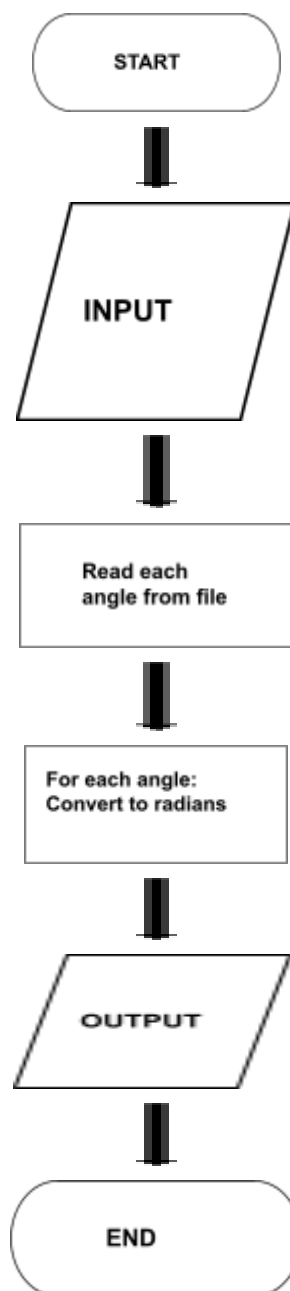 START
INPUT
Read each
angle from file
For each angle:
Convert to radians
OUTPUT
END